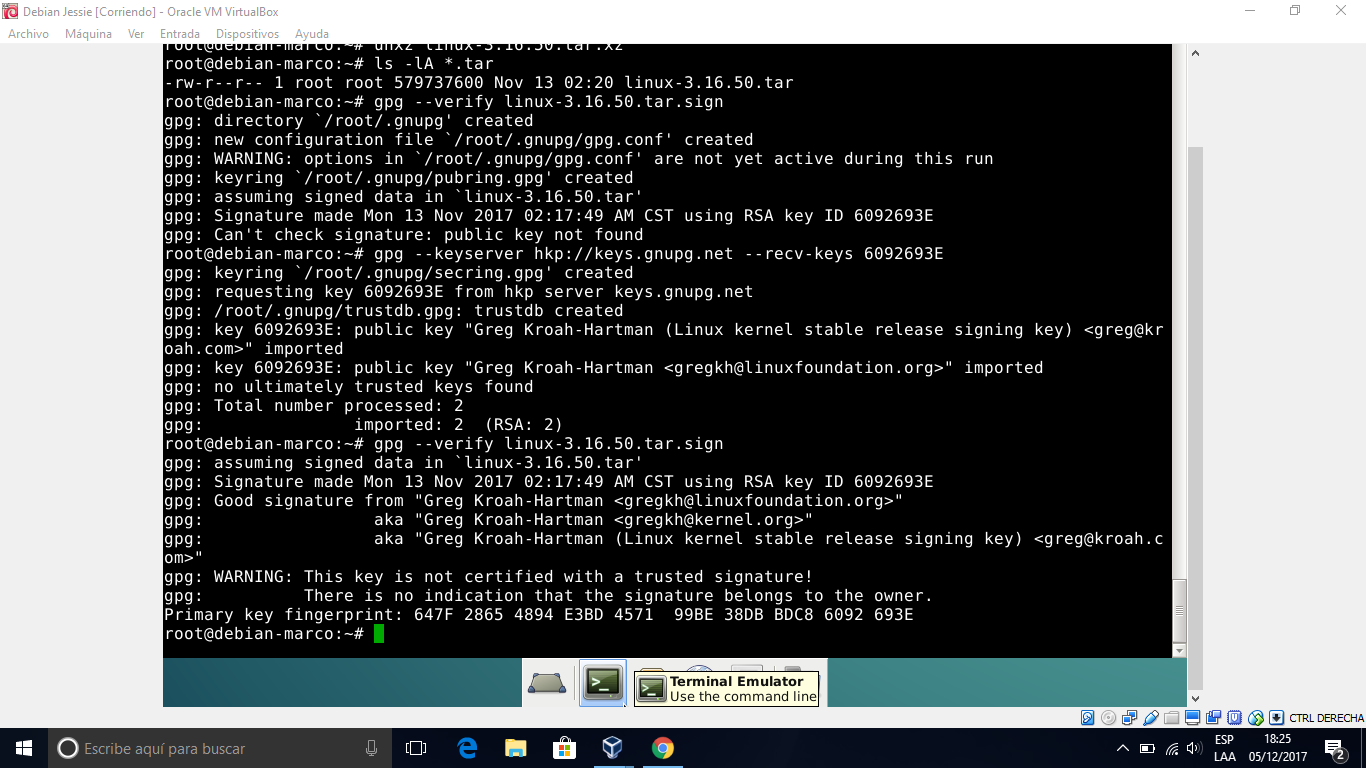 Debian Jessie [Corriendo] - Oracle VM VirtualBox
Archivo Máquina Ver Entrada Dispositivos Ayuda
root@debian-marco:~# unxz linux-3.16.50.tar.xz
root@debian-marco:~# ls -lA *.tar
-rw-r--r-- 1 root root 579737600 Nov 13 02:20 linux-3.16.50.tar
root@debian-marco:~# gpg --verify linux-3.16.50.tar.sign
gpg: directory `/root/.gnupg' created
gpg: new configuration file `/root/.gnupg/gpg.conf' created
gpg: WARNING: options in `/root/.gnupg/gpg.conf' are not yet active during this run
gpg: keyring `/root/.gnupg/pubring.gpg' created
gpg: assuming signed data in `linux-3.16.50.tar'
gpg: Signature made Mon 13 Nov 2017 02:17:49 AM CST using RSA key ID 6092693E
gpg: Can't check signature: public key not found
root@debian-marco:~# gpg --keyserver hkp://keys.gnupg.net --recv-keys 6092693E
gpg: keyring `/root/.gnupg/secring.gpg' created
gpg: requesting key 6092693E from hkp server keys.gnupg.net
gpg: /root/.gnupg/trustdb.gpg: trustdb created
gpg: key 6092693E: public key "Greg Kroah-Hartman (Linux kernel stable release signing key) <greg@kr
oah.com>" imported
gpg: key 6092693E: public key "Greg Kroah-Hartman <gregkh@linuxfoundation.org>" imported
gpg: no ultimately trusted keys found
gpg: Total number processed: 2
gpg:               imported: 2  (RSA: 2)
root@debian-marco:~# gpg --verify linux-3.16.50.tar.sign
gpg: assuming signed data in `linux-3.16.50.tar'
gpg: Signature made Mon 13 Nov 2017 02:17:49 AM CST using RSA key ID 6092693E
gpg: Good signature from "Greg Kroah-Hartman <gregkh@linuxfoundation.org>"
gpg:                 aka "Greg Kroah-Hartman <gregkh@kernel.org>"
gpg:                 aka "Greg Kroah-Hartman (Linux kernel stable release signing key) <greg@kroah.c
om>"
gpg: WARNING: This key is not certified with a trusted signature!
gpg:          There is no indication that the signature belongs to the owner.
Primary key fingerprint: 647F 2865 4894 E3BD 4571  99BE 38DB BDC8 6092 693E
root@debian-marco:~#
Terminal Emulator
Use the command line
CTRL DERECHA
Escribe aquí para buscar
ESP
LAA
18:25
05/12/2017
2